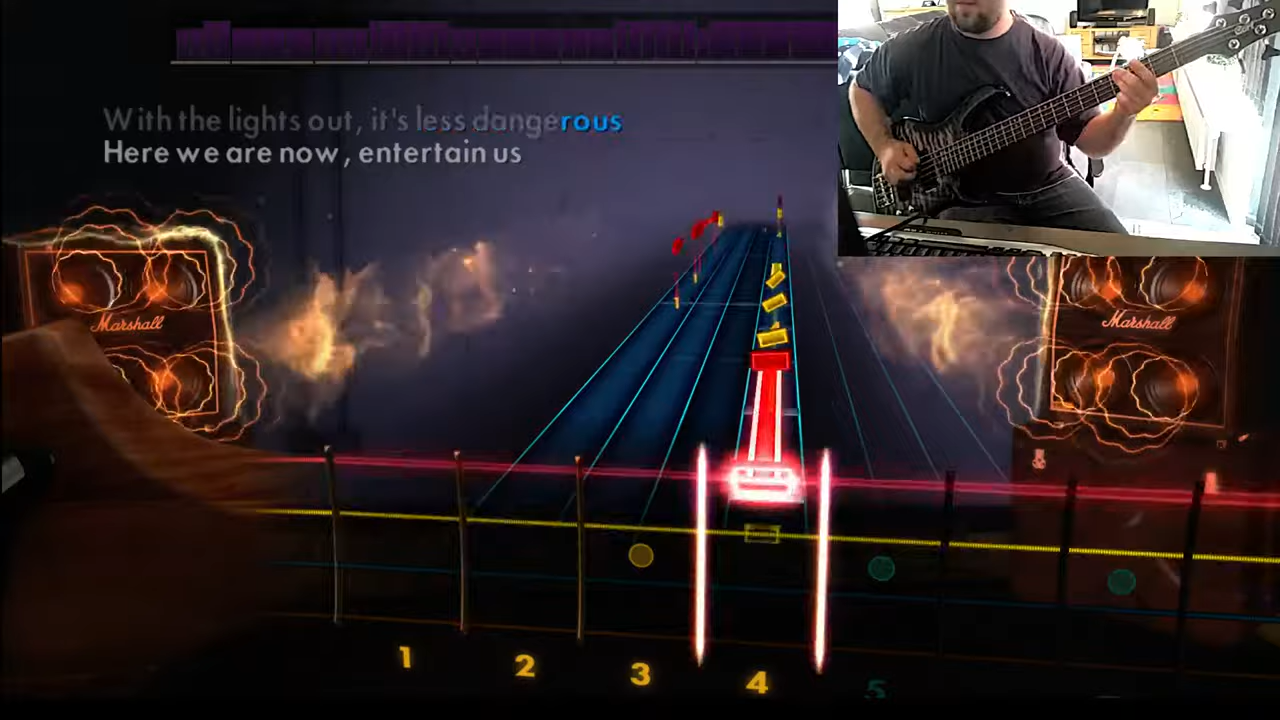 With the lights out, it's less dangerous
Here we are now, entertain us
Marshall
Marshall
1 2 3 4 5